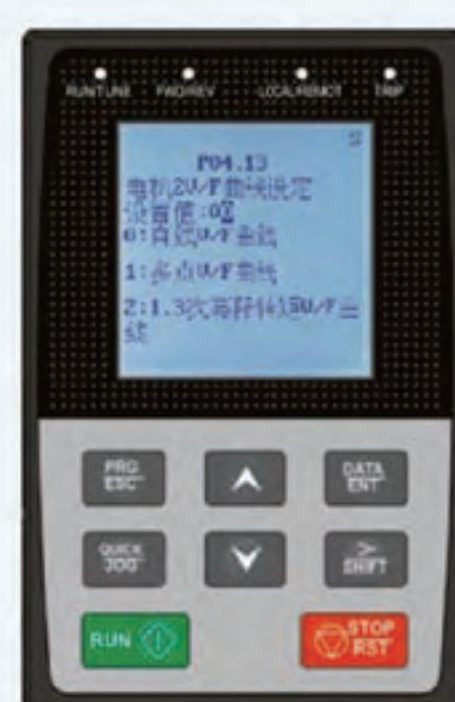 RUN/TUNE FWD/REV LOCAL/REMOT TRIP
P04.13
电机2V/F曲线设定
设置值:0
0:直线V/F曲线
1:多点V/F曲线
2:1.3次幂降转矩V/F曲
线
PRG
ESC
DATA
ENT
QUICK
JOG
>
SHIFT
RUN
STOP
RST